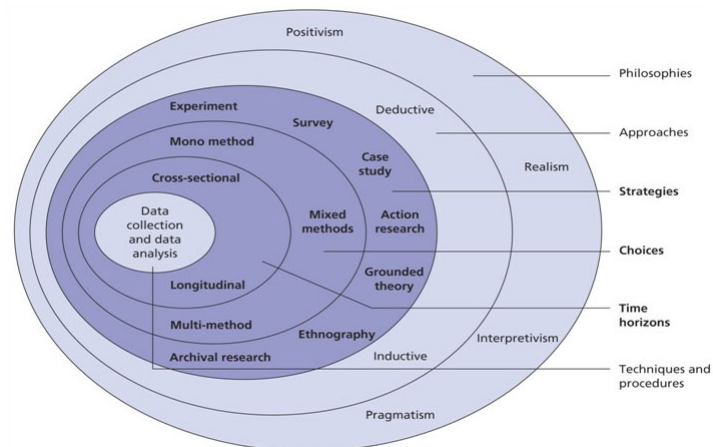 Positivism
Philosophies
Experiment
Deductive
Survey
Approaches
Mono method
Case
study
Realism
Cross-sectional
Strategies
Data
collection
and data
analysis
Mixed
methods
Action
research
Choices
Grounded
theory
Longitudinal
Time
horizons
Multi-method
Ethnography
Interpretivism
Archival research
Inductive
Techniques and
procedures
Pragmatism